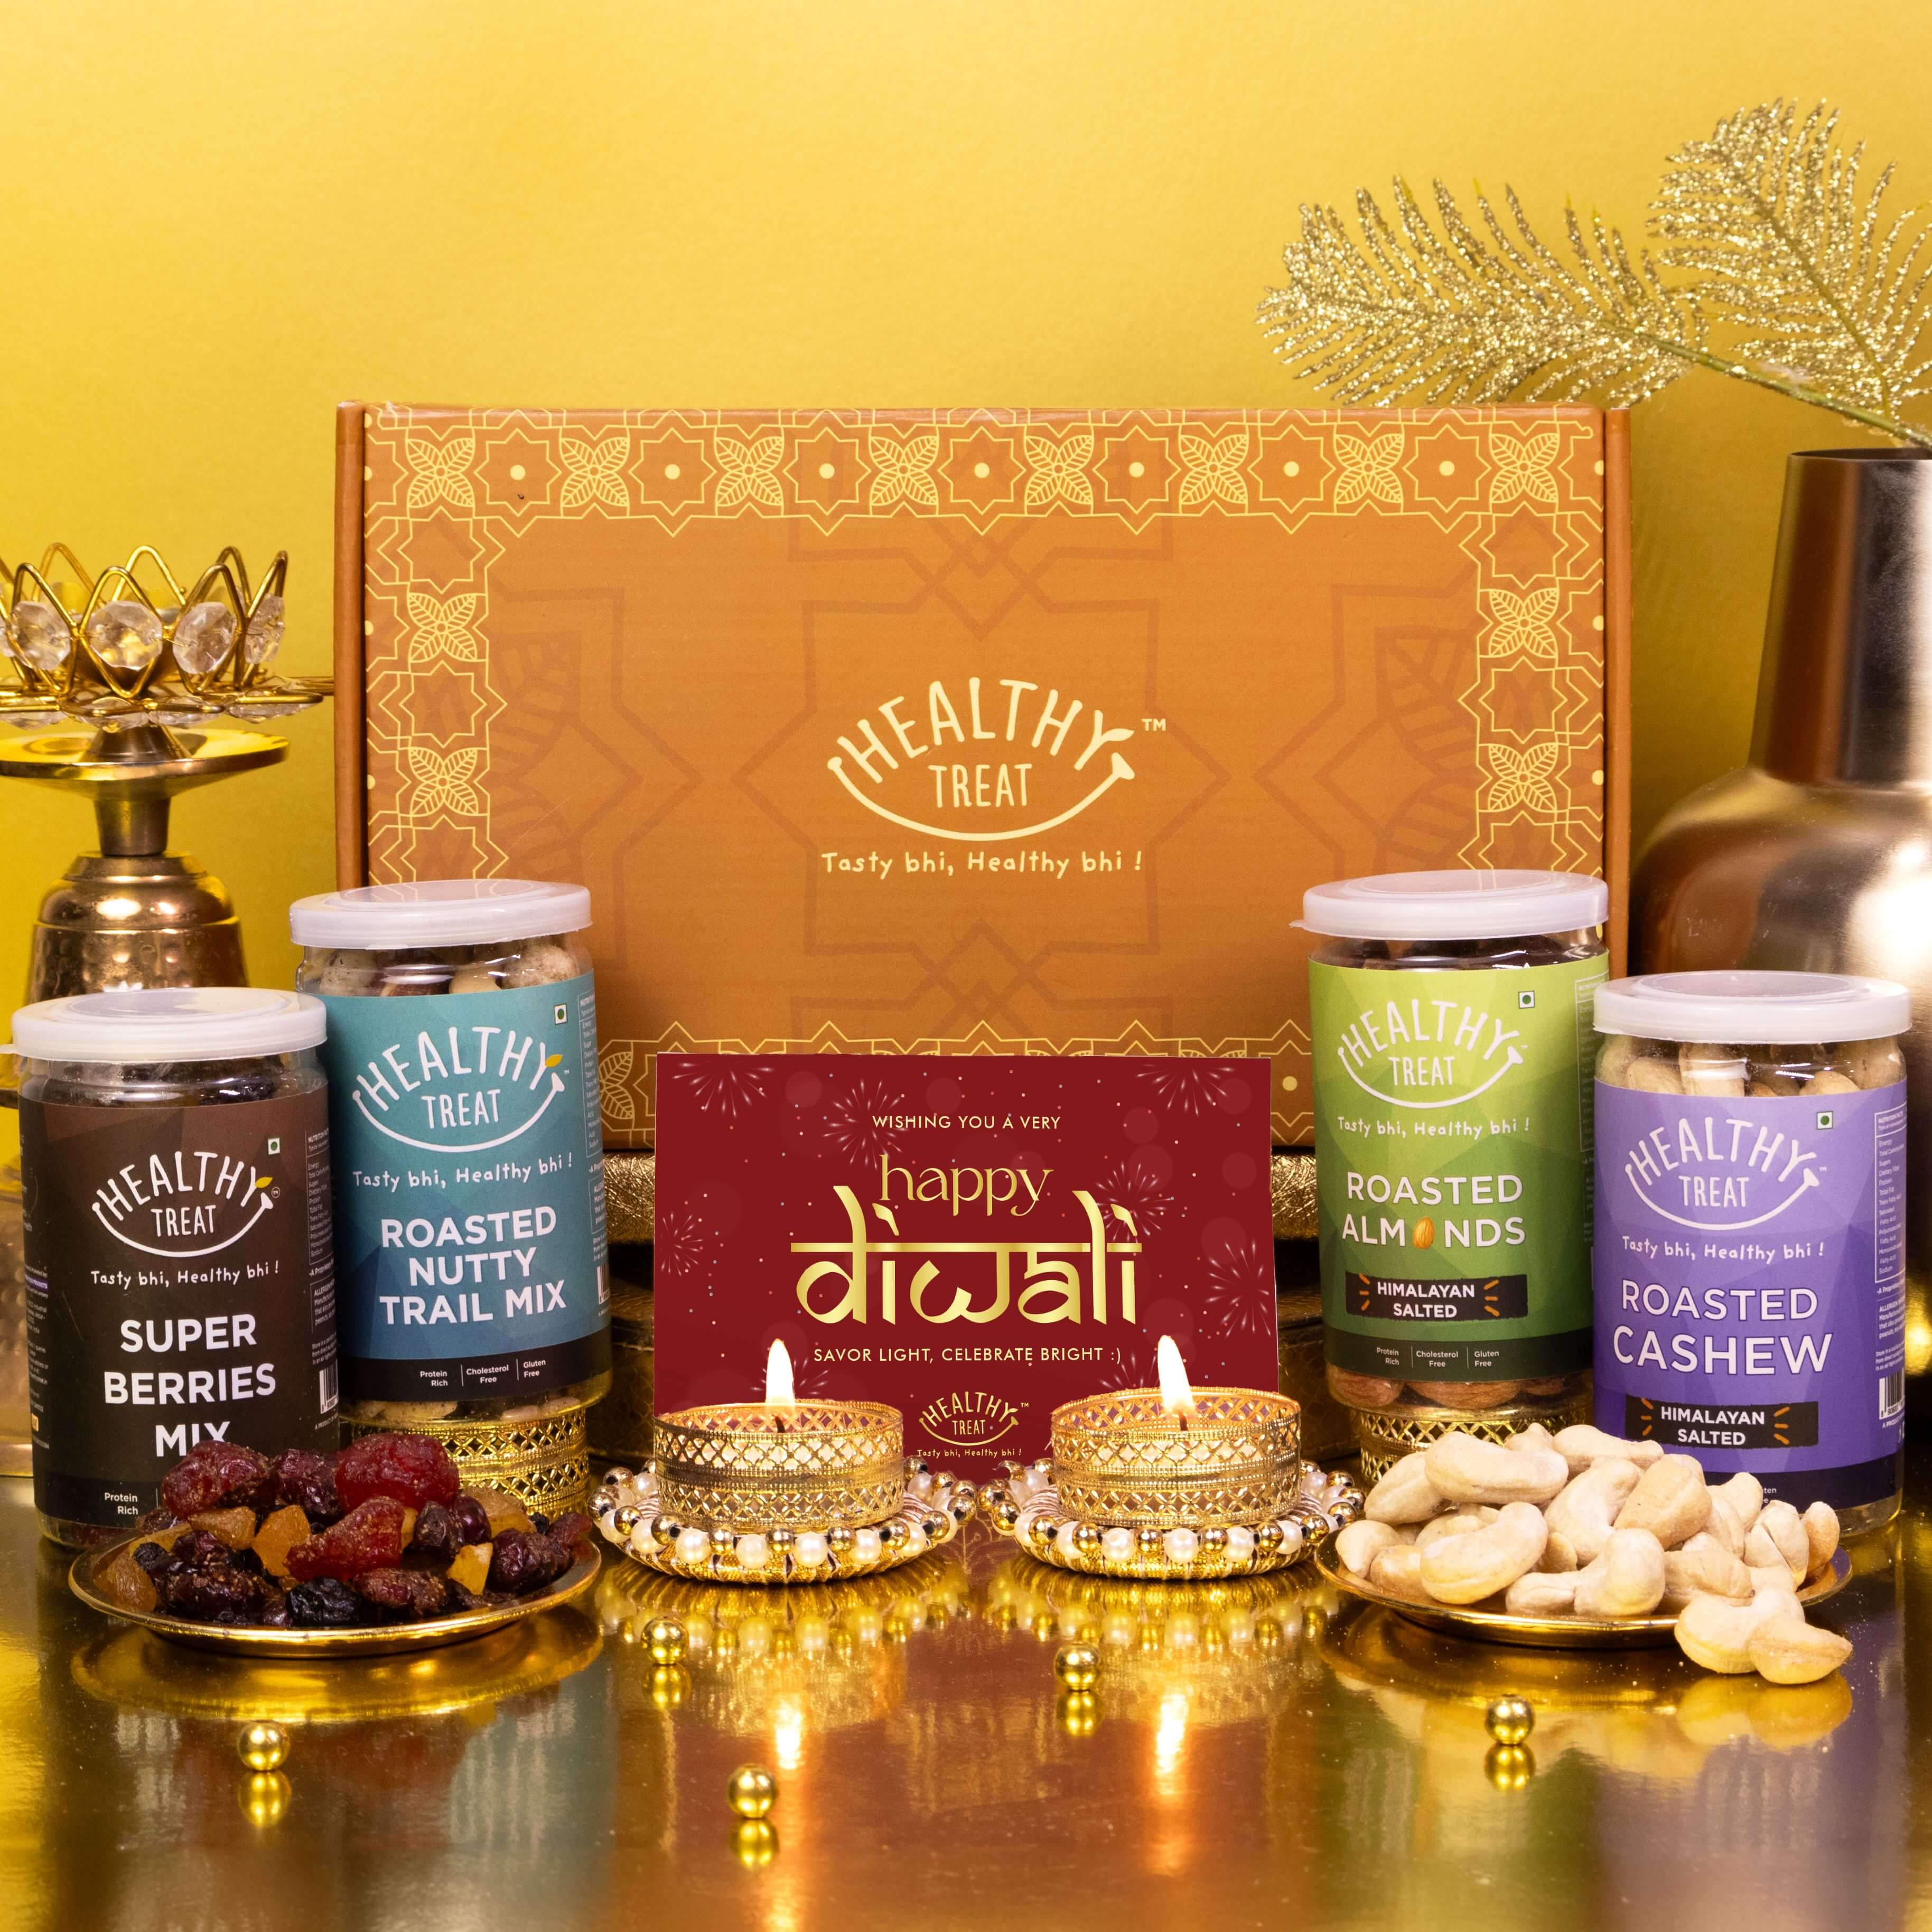 HEALTHY
TREAT
TM
Tasty bhi, Healthy bhi !
HEALTHY
TREAT
Tasty bhi, Healthy bhi !
SUPER
BERRIES
MIX
Protein
Rich
HEALTHY
TREAT
Tasty bhi, Healthy bhi !
ROASTED
NUTTY
TRAIL MIX
Protein
Rich
Cholesterol
Free
Gluten
Free
WISHING YOU A VERY
happy
diwali
SAVOR LIGHT, CELEBRATE BRIGHT :)
HEALTHY
TREAT
TM
Tasty bhi, Healthy bhi !
HEALTHY
TREAT
Tasty bhi, Healthy bhi !
ROASTED
ALMONDS
HIMALAYAN
SALTED
Protein
Rich
Cholesterol
Free
Gluten
Free
HEALTHY
TREAT
Tasty bhi, Healthy bhi !
ROASTED
CASHEW
HIMALAYAN
SALTED